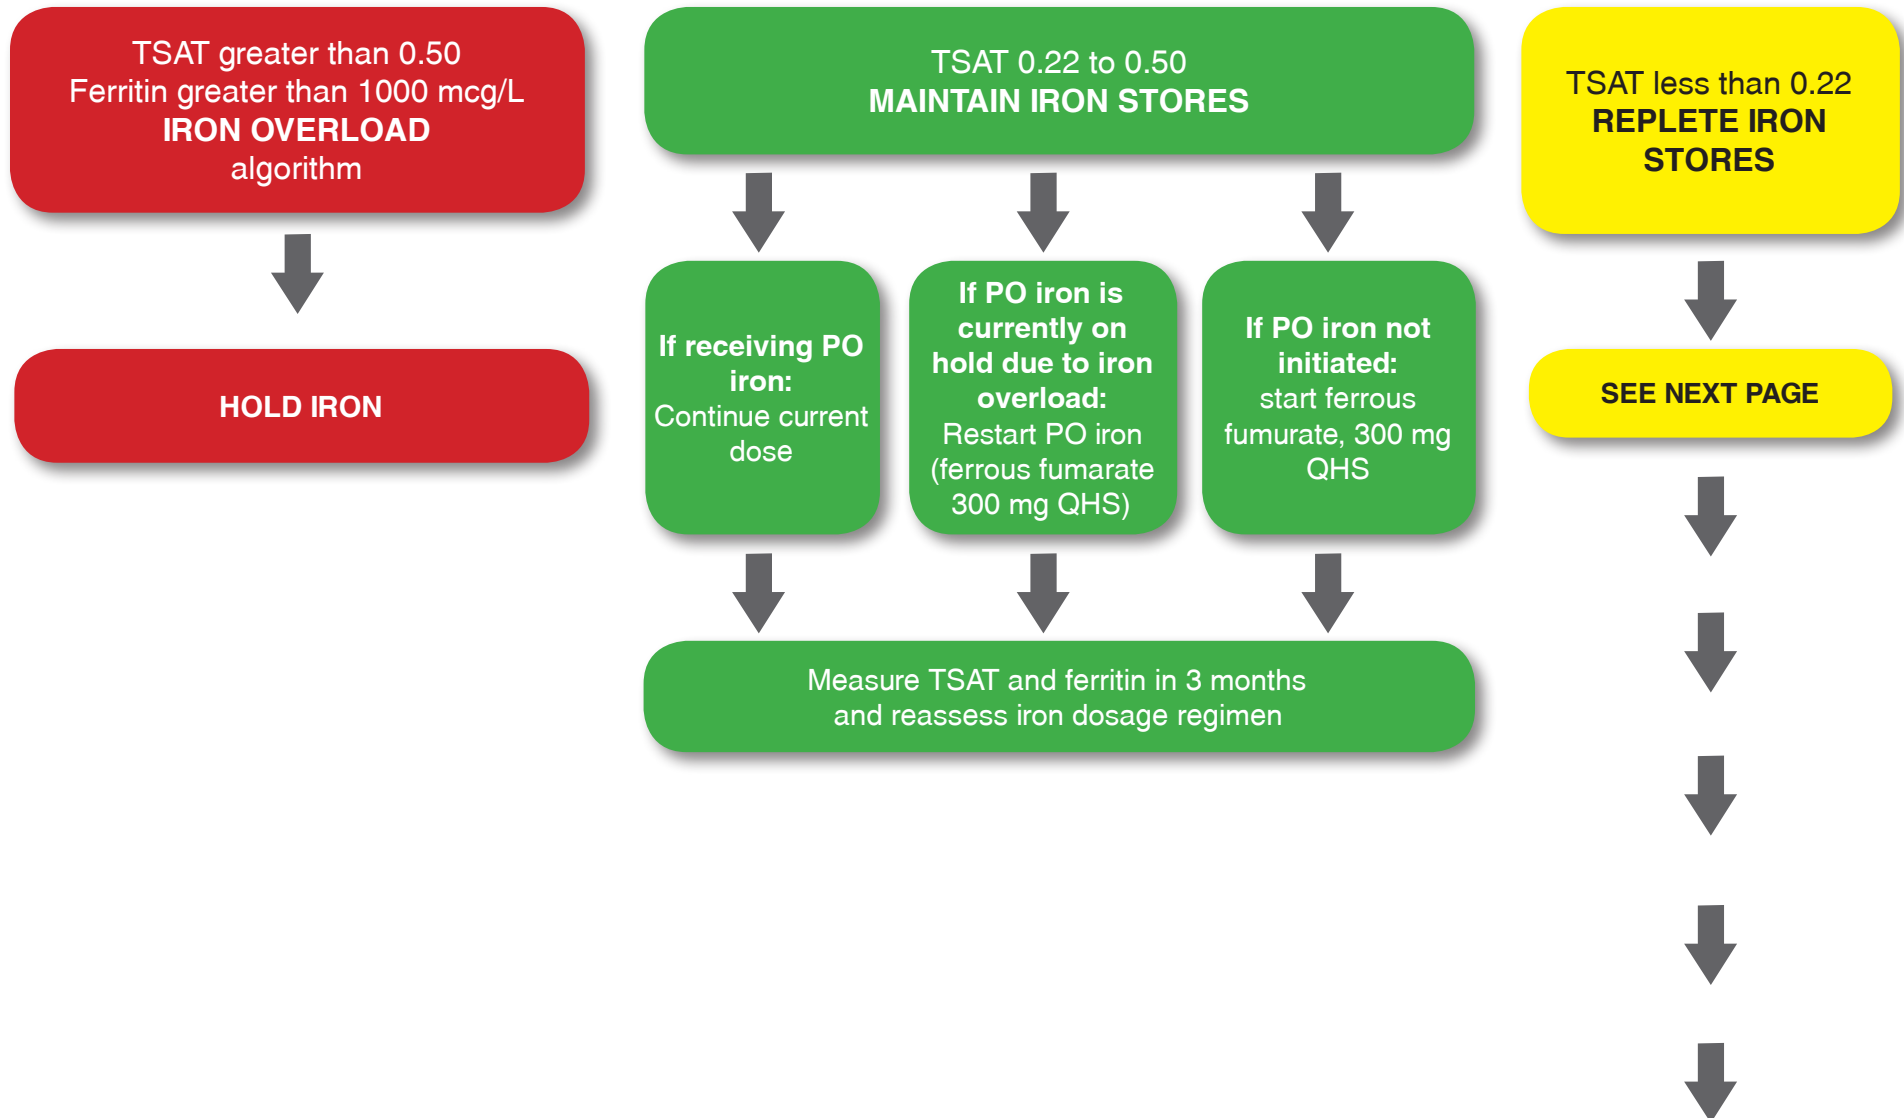 TSAT greater than 0.50
Ferritin greater than 1000 mcg/L
IRON OVERLOAD
algorithm
HOLD IRON
TSAT 0.22 to 0.50
MAINTAIN IRON STORES
If receiving PO
iron:
Continue current
dose
If PO iron is
currently on
hold due to iron
overload:
Restart PO iron
(ferrous fumarate
300 mg QHS)
If PO iron not
initiated:
start ferrous
fumurate, 300 mg
QHS
Measure TSAT and ferritin in 3 months
and reassess iron dosage regimen
TSAT less than 0.22
REPLETE IRON
STORES
SEE NEXT PAGE